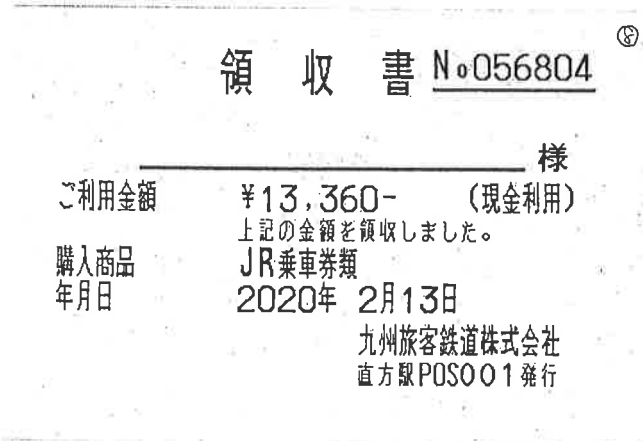 ⑧
領収書 No056804
様
ご利用金額 ¥13,360- (現金利用)
上記の金額を領収しました。
購入商品 JR乗車券類
年月日 2020年 2月13日
九州旅客鉄道株式会社
直方駅POS001発行